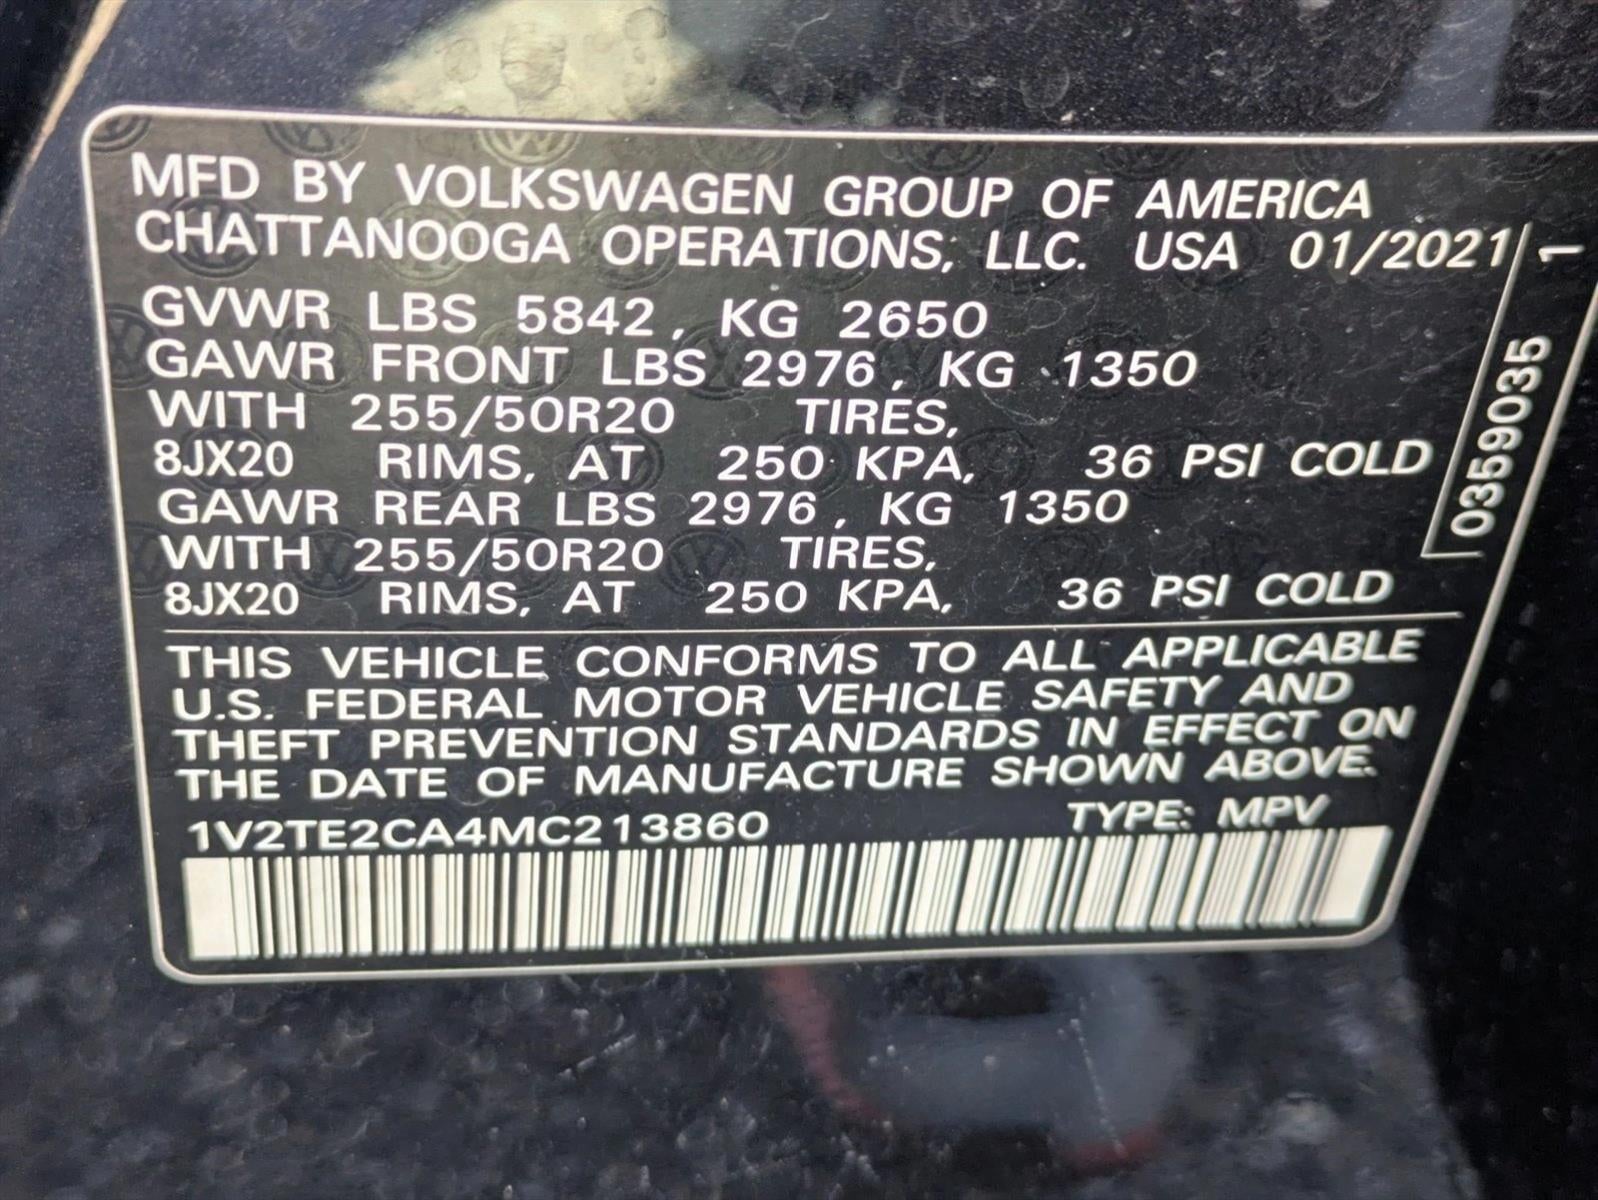 MFD BY VOLKSWAGEN GROUP OF AMERICA
CHATTANOOGA OPERATIONS, LLC. USA 01/2021
GVWR LBS 5842, KG 2650
GAWR FRONT LBS 2976, KG 1350
WITH 255/50R20 TIRES,
8JX20 RIMS, AT 250 KPA, 36 PSI COLD
GAWR REAR LBS 2976, KG 1350
WITH 255/50R20 TIRES,
8JX20 RIMS, AT 250 KPA, 36 PSI COLD
0359035 1
THIS VEHICLE CONFORMS TO ALL APPLICABLE
U.S. FEDERAL MOTOR VEHICLE SAFETY AND
THEFT PREVENTION STANDARDS IN EFFECT ON
THE DATE OF MANUFACTURE SHOWN ABOVE.
1V2TE2CA4MC213860 TYPE: MPV